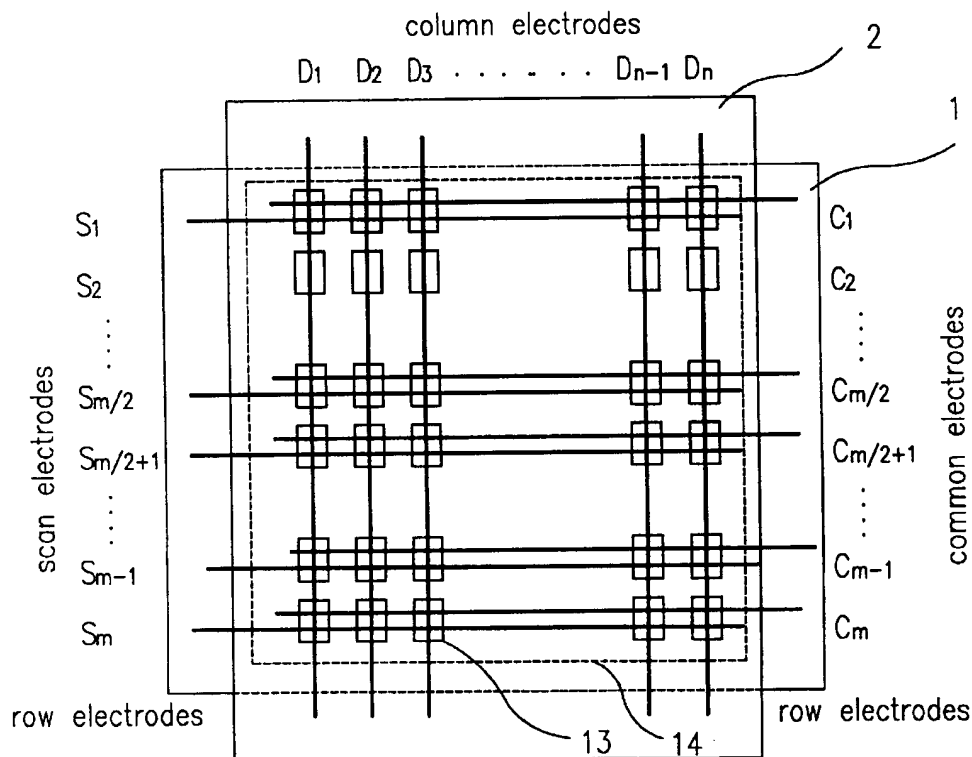 column electrodes
2
D1 D2 D3 . . . . . . . . Dn-1 Dn
1
S1 C1
S2 C2
. . . . . . . .
Sm/2 Cm/2
Sm/2+1 Cm/2+1
. . . . . . . .
Sm-1 Cm-1
Sm Cm
scan electrodes
common electrodes
row electrodes row electrodes
13 14